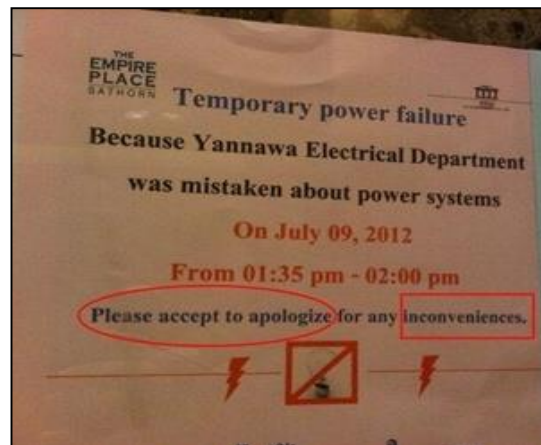 THE
EMPIRE
PLACE
SATHORN
Temporary power failure
Because Yannawa Electrical Department
was mistaken about power systems
On July 09, 2012
From 01:35 pm - 02:00 pm
Please accept to apologize for any inconveniences.